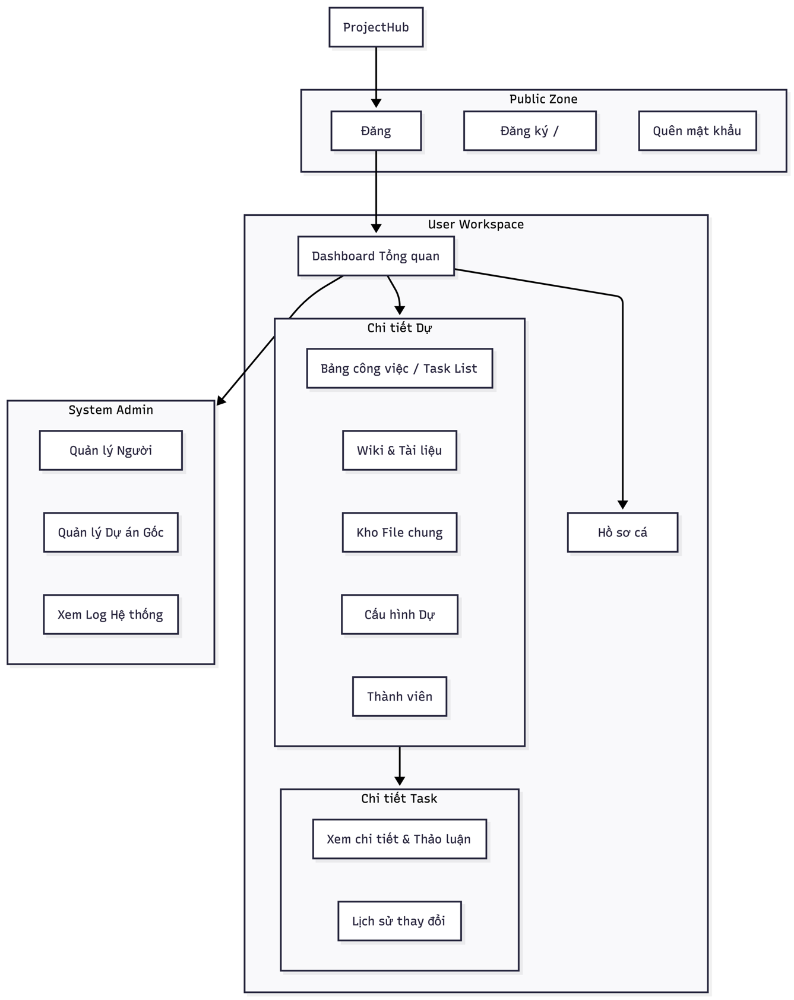 ProjectHub
Public Zone
Đăng
Đăng ký /
Quên mật khẩu
User Workspace
Dashboard Tổng quan
Chi tiết Dự
Bảng công việc / Task List
Wiki & Tài liệu
Kho File chung
Cấu hình Dự
Thành viên
System Admin
Quản lý Người
Quản lý Dự án Gốc
Xem Log Hệ thống
Hồ sơ cá
Chi tiết Task
Xem chi tiết & Thảo luận
Lịch sử thay đổi